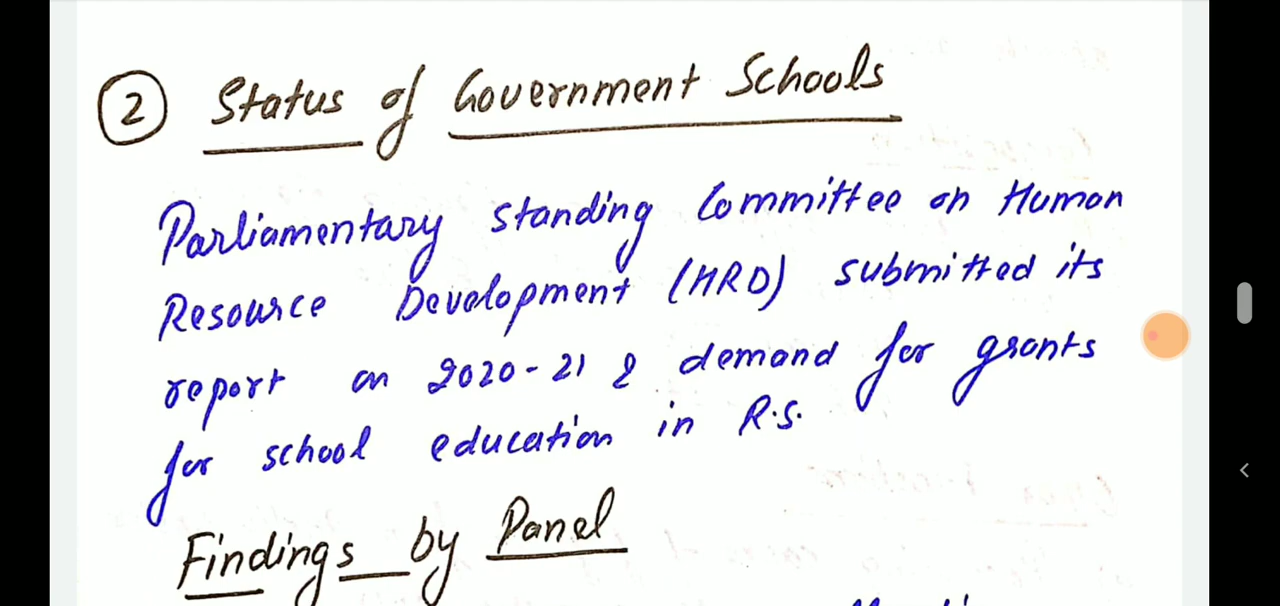 2 Status of Government Schools
Parliamentary standing Committee on Human
Resource Development (HRD) submitted its
report on 2020-21 & demand for grants
for school education in R.S.
Findings by Panel